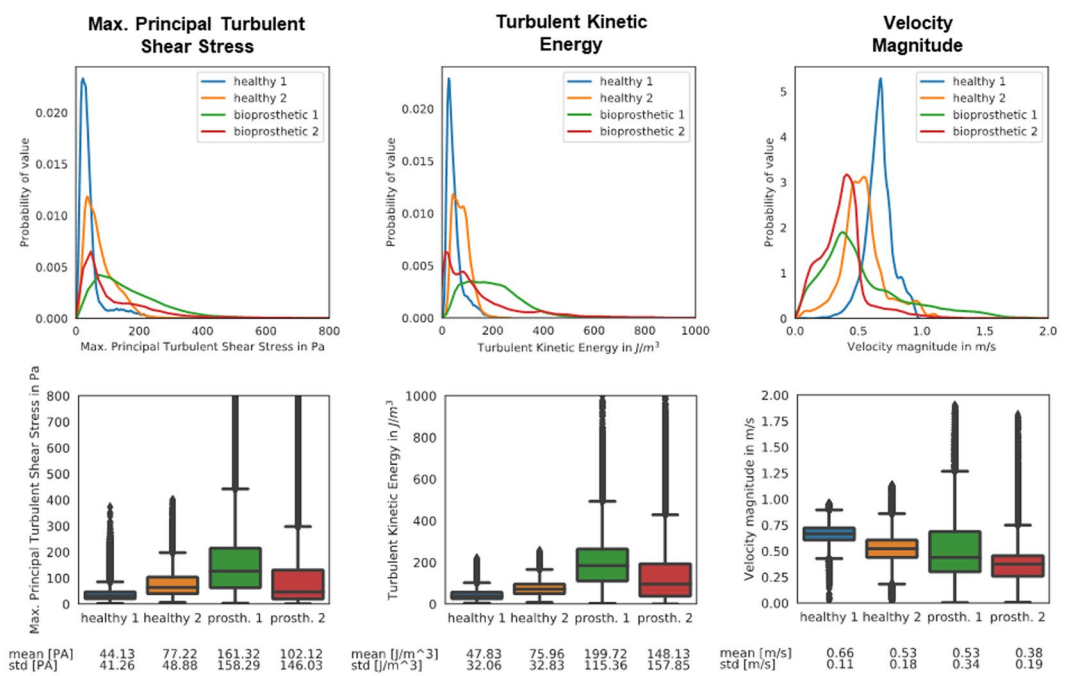 Max. Principal Turbulent
Shear Stress
Turbulent Kinetic
Energy
Velocity
Magnitude
healthy 1
healthy 2
bioprosthetic 1
bioprosthetic 2
0.020
0.015
0.010
0.005
0.000
Probability of value
0
200
400
600
800
Max. Principal Turbulent Shear Stress in Pa
healthy 1
healthy 2
bioprosthetic 1
bioprosthetic 2
0.020
0.015
0.010
0.005
0.000
Probability of value
0
200
400
600
800
1000
Turbulent Kinetic Energy in J/m³
healthy 1
healthy 2
bioprosthetic 1
bioprosthetic 2
5
4
3
2
1
0
Probability of value
0.0
0.5
1.0
1.5
2.0
Velocity magnitude in m/s
Max. Principal Turbulent Shear Stress in Pa
800
700
600
500
400
300
200
100
0
healthy 1 healthy 2 prosth. 1 prosth. 2
Turbulent Kinetic Energy in J/m³
1000
800
600
400
200
0
healthy 1 healthy 2 prosth. 1 prosth. 2
Velocity magnitude in m/s
2.00
1.75
1.50
1.25
1.00
0.75
0.50
0.25
0.00
healthy 1 healthy 2 prosth. 1 prosth. 2
mean [PA] 44.13 77.22 161.32 102.12
std [PA] 41.26 48.88 158.29 146.03
mean [J/m^3] 47.83 75.96 199.72 148.13
std [J/m^3] 32.06 32.83 115.36 157.85
mean [m/s] 0.66 0.53 0.53 0.38
std [m/s] 0.11 0.18 0.34 0.19